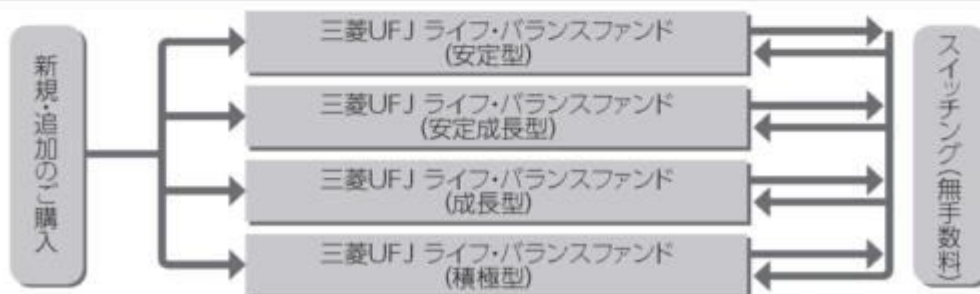 新規・追加のご購入
三菱UFJ ライフ・バランスファンド
(安定型)
三菱UFJ ライフ・バランスファンド
(安定成長型)
三菱UFJ ライフ・バランスファンド
(成長型)
三菱UFJ ライフ・バランスファンド
(積極型)
スイッチング(無手数料)